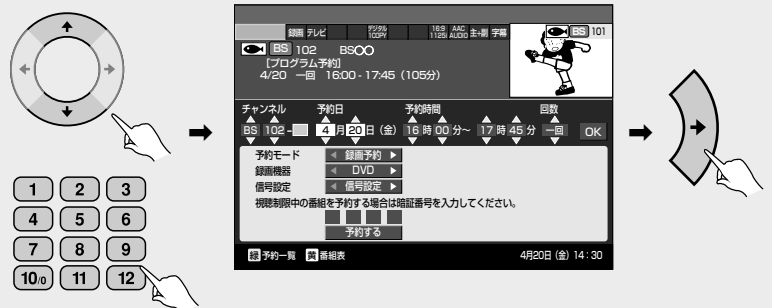 録画 テレビ デジタル 1COPY 16:9 1125i AAC AUDIO 主+副 字幕
BS 101
BS 102 BS〇〇
[プログラム予約]
4/20 一回 16:00 - 17:45 (105分)
チャンネル 予約日 予約時間 回数
BS 102 - 4 月 20 日 (金) 16 時 00 分~ 17 時 45 分 一回 OK
予約モード 録画予約
録画機器 DVD
信号設定 信号設定
視聴制限中の番組を予約する場合は暗証番号を入力してください。
予約する
緑 予約一覧 黄 番組表 4月20日 (金) 14:30
1 2 3
4 5 6
7 8 9
10/0 11 12